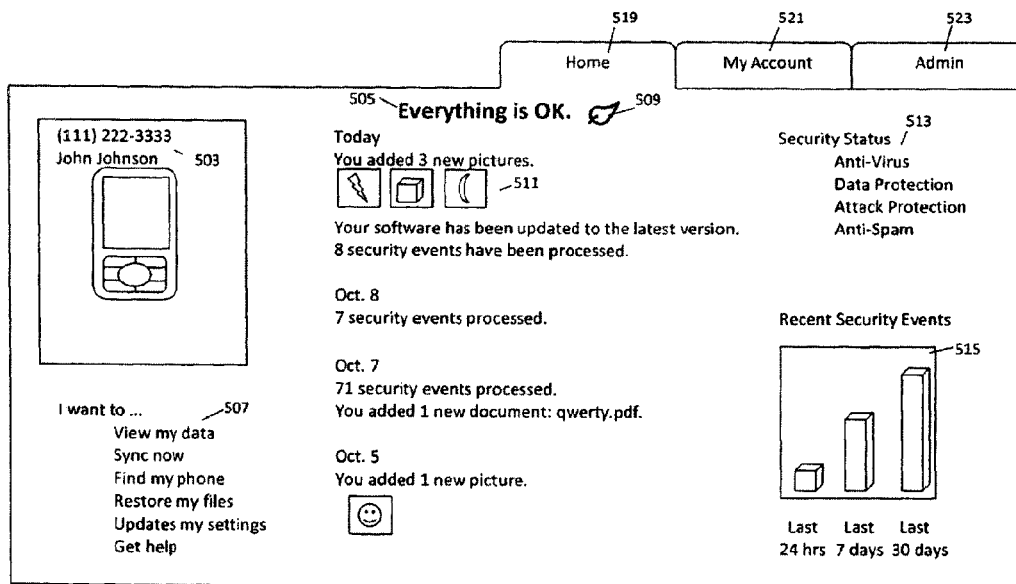 519
521
523
Home
My Account
Admin
505
Everything is OK.
509
(111) 222-3333
John Johnson
503
Today
You added 3 new pictures.
511
Your software has been updated to the latest version.
8 security events have been processed.
Oct. 8
7 security events processed.
Oct. 7
71 security events processed.
You added 1 new document: qwerty.pdf.
Oct. 5
You added 1 new picture.
Security Status
513
Anti-Virus
Data Protection
Attack Protection
Anti-Spam
Recent Security Events
515
Last 24 hrs
Last 7 days
Last 30 days
I want to ...
507
View my data
Sync now
Find my phone
Restore my files
Updates my settings
Get help